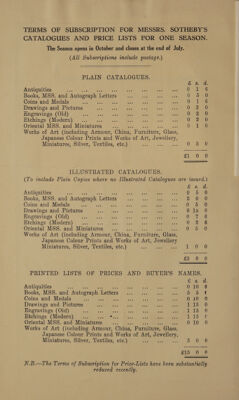 TERMS OF SUBSCRIPTION FOR MESSRS. SOTHEBY'S
CATALOGUES AND PRICE LISTS FOR ONE SEASON.
The Season opens in October and closes at the end of July.
(All Subscriptions include postage.)
PLAIN CATALOGUES.
£ s. d.
Antiquities 0 1 6
Books, MSS. and Autograph Letters 0 5 0
Coins and Medals 0 1 6
Drawings and Pictures 0 3 0
Engravings (Old) 0 2 0
Etchings (Modern) 0 2 0
Oriental MSS. and Miniatures 0 1 0
Works of Art (including Armour, China, Furniture, Glass,
Japanese Colour Prints and Works of Art, Jewellery,
Miniatures, Silver, Textiles, etc.) 0 5 0
£1 0 0
ILLUSTRATED CATALOGUES.
(To include Plain Copies where no Illustrated Catalogues are issued.)
£ s. d.
Antiquities 0 5 0
Books, MSS. and Autograph Letters 2 0 0
Coins and Medals 0 5 0
Drawings and Pictures 0 15 0
Engravings (Old) 0 7 6
Etchings (Modern) 0 7 6
Oriental MSS. and Miniatures 0 5 0
Works of Art (including Armour, China, Furniture, Glass,
Japanese Colour Prints and Works of Art, Jewellery
Miniatures, Silver, Textiles, etc.) 1 0 0
£5 0 0
PRINTED LISTS OF PRICES AND BUYER'S NAMES.
£ s. d.
Antiquities 0 10 0
Books, MSS. and Autograph Letters 5 5
Coins and Medals 0 10 0
Drawings and Pictures 1 15 0
Engravings (Old) 1 15 0
Etchings (Modern) 1 15
Oriental MSS. and Miniatures 0 10 0
Works of Art (including Armour, China, Furniture, Glass,
Japanese Colour Prints and Works of Art, Jewellery,
Miniatures, Silver, Textiles, etc.) 5 0 0
£15 0 0
N.B.—The Terms of Subscription for Price-Lists have been substantially
reduced recently.